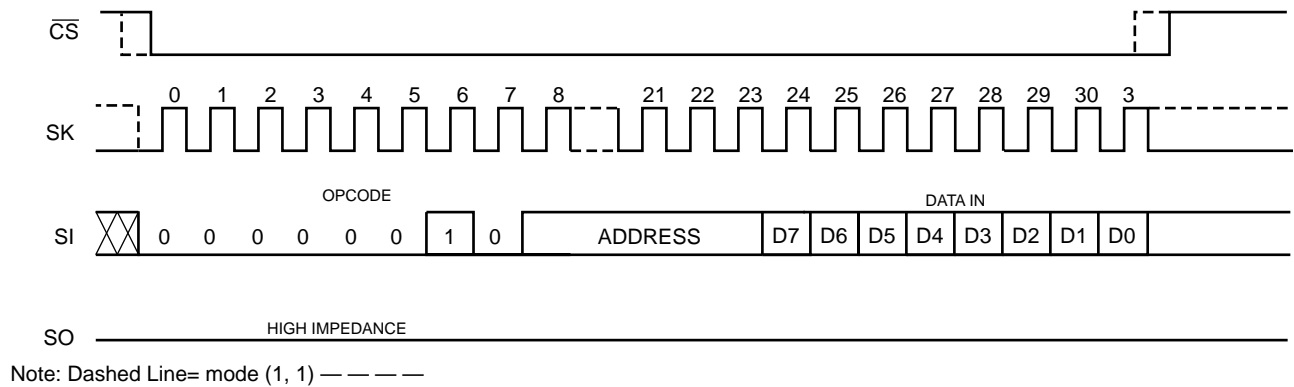 CS
0 1 2 3 4 5 6 7 8 21 22 23 24 25 26 27 28 29 30 3
SK
OPCODE
DATA IN
SI 0 0 0 0 0 0 1 0 ADDRESS D7 D6 D5 D4 D3 D2 D1 D0
HIGH IMPEDANCE
SO
Note: Dashed Line= mode (1, 1) — — — —